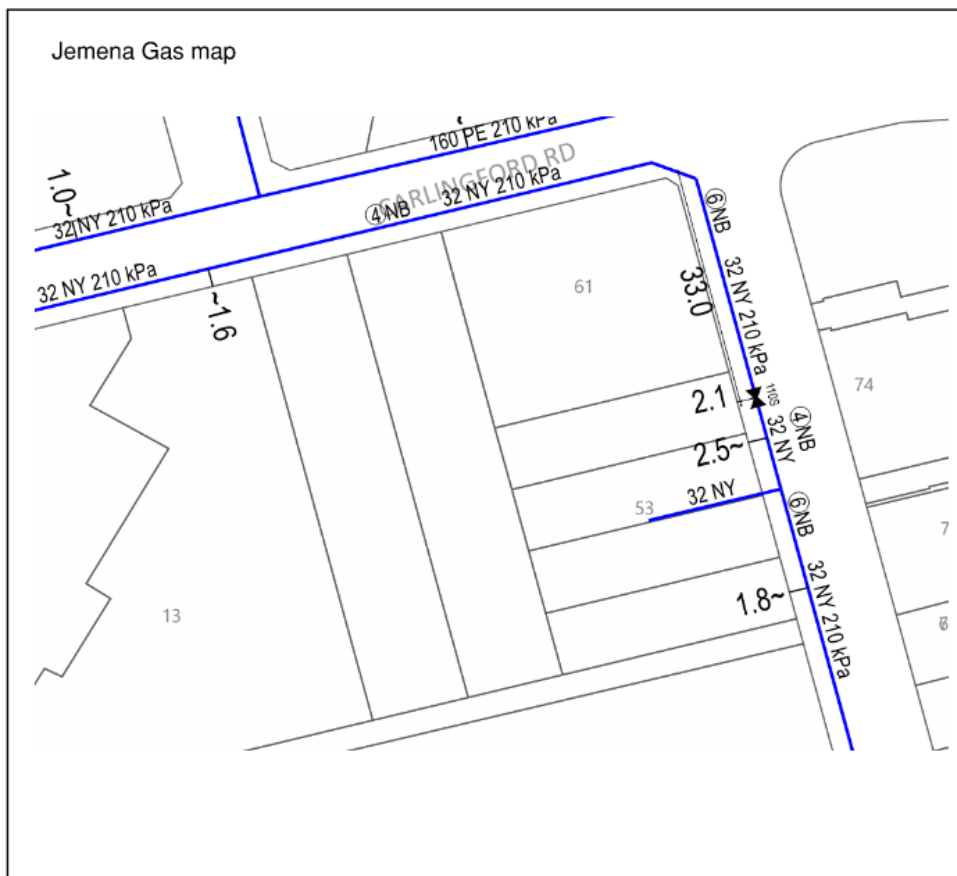 Jemena Gas map
160 PE 210 kPa
CARLINGFORD RD
1.0~
32 NY 210 kPa
④NB
32 NY 210 kPa
32 NY 210 kPa
~1.6
⑥NB
61
33.0
32 NY 210 kPa
74
2.1
110S
④NB
32 NY
2.5~
32 NY
53
⑥NB
7
13
1.8~
32 NY 210 kPa